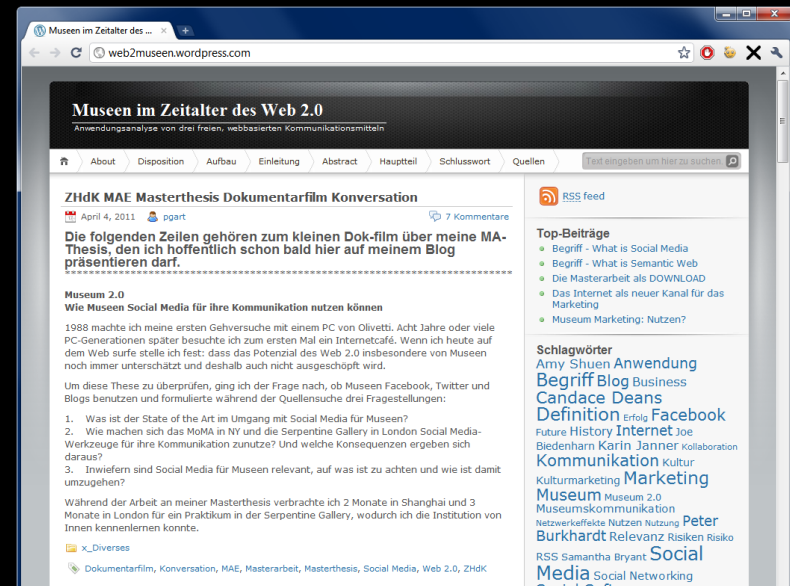 Museen im Zeitalter des ...
web2museen.wordpress.com
Museen im Zeitalter des Web 2.0
Anwendungsanalyse von drei freien, webbasierten Kommunikationsmitteln
About
Disposition
Aufbau
Einleitung
Abstract
Hauptteil
Schlusswort
Quellen
Text eingeben um hier zu suchen.
ZHdK MAE Masterthesis Dokumentarfilm Konversation
April 4, 2011 pgart 7 Kommentare
Die folgenden Zeilen gehören zum kleinen Dok-film über meine MA-
Thesis, den ich hoffentlich schon bald hier auf meinem Blog
präsentieren darf.
Museum 2.0
Wie Museen Social Media für ihre Kommunikation nutzen können
1988 machte ich meine ersten Gehversuche mit einem PC von Olivetti. Acht Jahre oder viele
PC-Generationen später besuchte ich zum ersten Mal ein Internetcafé. Wenn ich heute auf
dem Web surfe stelle ich fest: dass das Potenzial des Web 2.0 insbesondere von Museen
noch immer unterschätzt und deshalb auch nicht ausgeschöpft wird.
Um diese These zu überprüfen, ging ich der Frage nach, ob Museen Facebook, Twitter und
Blogs benutzen und formulierte während der Quellensuche drei Fragestellungen:
1. Was ist der State of the Art im Umgang mit Social Media für Museen?
2. Wie machen sich das MoMA in NY und die Serpentine Gallery in London Social Media-
Werkzeuge für ihre Kommunikation zunutze? Und welche Konsequenzen ergeben sich
daraus?
3. Inwiefern sind Social Media für Museen relevant, auf was ist zu achten und wie ist damit
umzugehen?
Während der Arbeit an meiner Masterthesis verbrachte ich 2 Monate in Shanghai und 3
Monate in London für ein Praktikum in der Serpentine Gallery, wodurch ich die Institution von
Innen kennenlernen konnte.
x_Diverses
Dokumentarfilm, Konversation, MAE, Masterarbeit, Masterthesis, Social Media, Web 2.0, ZHdK
RSS feed
Top-Beiträge
Begriff - What is Social Media
Begriff - What is Semantic Web
Die Masterarbeit als DOWNLOAD
Das Internet als neuer Kanal für das
Marketing
Museum Marketing: Nutzen?
Schlagwörter
Amy Shuen Anwendung
Begriff Blog Business
Candace Deans
Definition Erfolg Facebook
Future History Internet Joe
Biedenharn Karin Janner Kollaboration
Kommunikation Kultur
Kulturmarketing Marketing
Museum Museum 2.0
Museumskommunikation
Netzwerkeffekte Nutzen Nutzung Peter
Burkhardt Relevanz Risiken Risiko
RSS Samantha Bryant Social
Media Social Networking